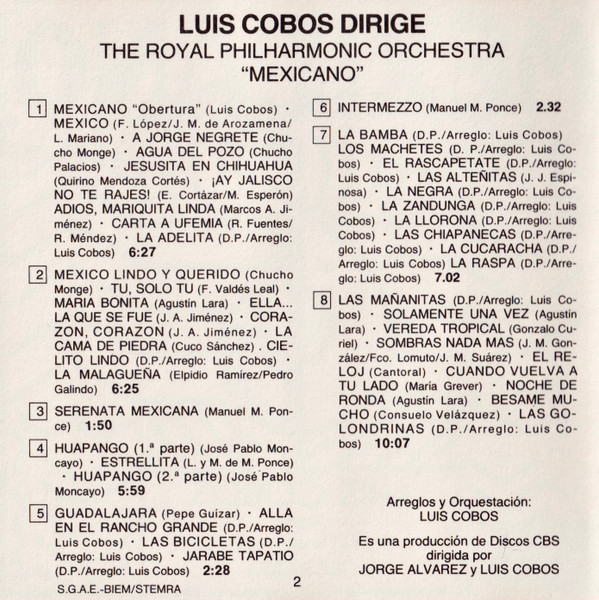 LUIS COBOS DIRIGE
THE ROYAL PHILHARMONIC ORCHESTRA
“MEXICANO”
1 MEXICANO “Obertura” (Luis Cobos) ·
MEXICO (F. López/J. M. de Arozamena/
L. Mariano) · A JORGE NEGRETE (Chu-
cho Monge) · AGUA DEL POZO (Chucho
Palacios) · JESUSITA EN CHIHUAHUA
(Quirino Mendoza Cortés) · ¡AY JALISCO
NO TE RAJES! (E. Cortázar/M. Esperón)
ADIOS, MARIQUITA LINDA (Marcos A. Ji-
ménez) · CARTA A UFEMIA (R. Fuentes/
R. Méndez) · LA ADELITA (D.P./Arreglo:
Luis Cobos) 6:27
2 MEXICO LINDO Y QUERIDO (Chucho
Monge) · TU, SOLO TU (F. Valdés Leal) ·
MARIA BONITA (Agustin Lara) · ELLA...
LA QUE SE FUE (J. A. Jiménez) · CORA-
ZON, CORAZON (J. A. Jiménez) · LA
CAMA DE PIEDRA (Cuco Sánchez) . CIE-
LITO LINDO (D.P./Arreglo: Luis Cobos) ·
LA MALAGUEÑA (Elpidio Ramírez/Pedro
Galindo) 6:25
3 SERENATA MEXICANA (Manuel M. Pon-
ce) 1:50
4 HUAPANGO (1.ª parte) (José Pablo Mon-
cayo) · ESTRELLITA (L. y M. de M. Ponce)
· HUAPANGO (2.ª parte) (José Pablo
Moncayo) 5:59
5 GUADALAJARA (Pepe Guízar) · ALLA
EN EL RANCHO GRANDE (D.P./Arreglo:
Luis Cobos) · LAS BICICLETAS (D.P./
Arreglo: Luis Cobos) · JARABE TAPATIO
(D.P./Arreglo: Luis Cobos) 2:28
S.G.A.E.-BIEM/STEMRA
2
6 INTERMEZZO (Manuel M. Ponce) 2.32
7 LA BAMBA (D.P./Arreglo: Luis Cobos)
LOS MACHETES (D. P./Arreglo: Luis Co-
bos) · EL RASCAPETATE (D.P./Arreglo:
Luis Cobos) · LAS ALTEÑITAS (J. J. Espi-
nosa) · LA NEGRA (D.P./Arreglo: Luis Co-
bos) · LA ZANDUNGA (D.P./Arreglo: Luis
Cobos) · LA LLORONA (D.P./Arreglo: Luis
Cobos) · LAS CHIAPANECAS (D.P./Arre-
glo: Luis Cobos) · LA CUCARACHA (D.P./
Arreglo: Luis Cobos) LA RASPA (D.P./Arre-
glo: Luis Cobos) 7.02
8 LAS MAÑANITAS (D.P./Arreglo: Luis Co-
bos) · SOLAMENTE UNA VEZ (Agustin
Lara) · VEREDA TROPICAL (Gonzalo Cu-
riel) · SOMBRAS NADA MAS (J. M. Gon-
zález/Fco. Lomuto/J. M. Suárez) · EL RE-
LOJ (Cantoral) · CUANDO VUELVA A
TU LADO (María Grever) · NOCHE DE
RONDA (Agustin Lara) · BESAME MU-
CHO (Consuelo Velázquez) · LAS GO-
LONDRINAS (D.P./Arreglo: Luis Co-
bos) 10:07
Arreglos y Orquestación:
LUIS COBOS
Es una producción de Discos CBS
dirigida por
JORGE ALVAREZ y LUIS COBOS